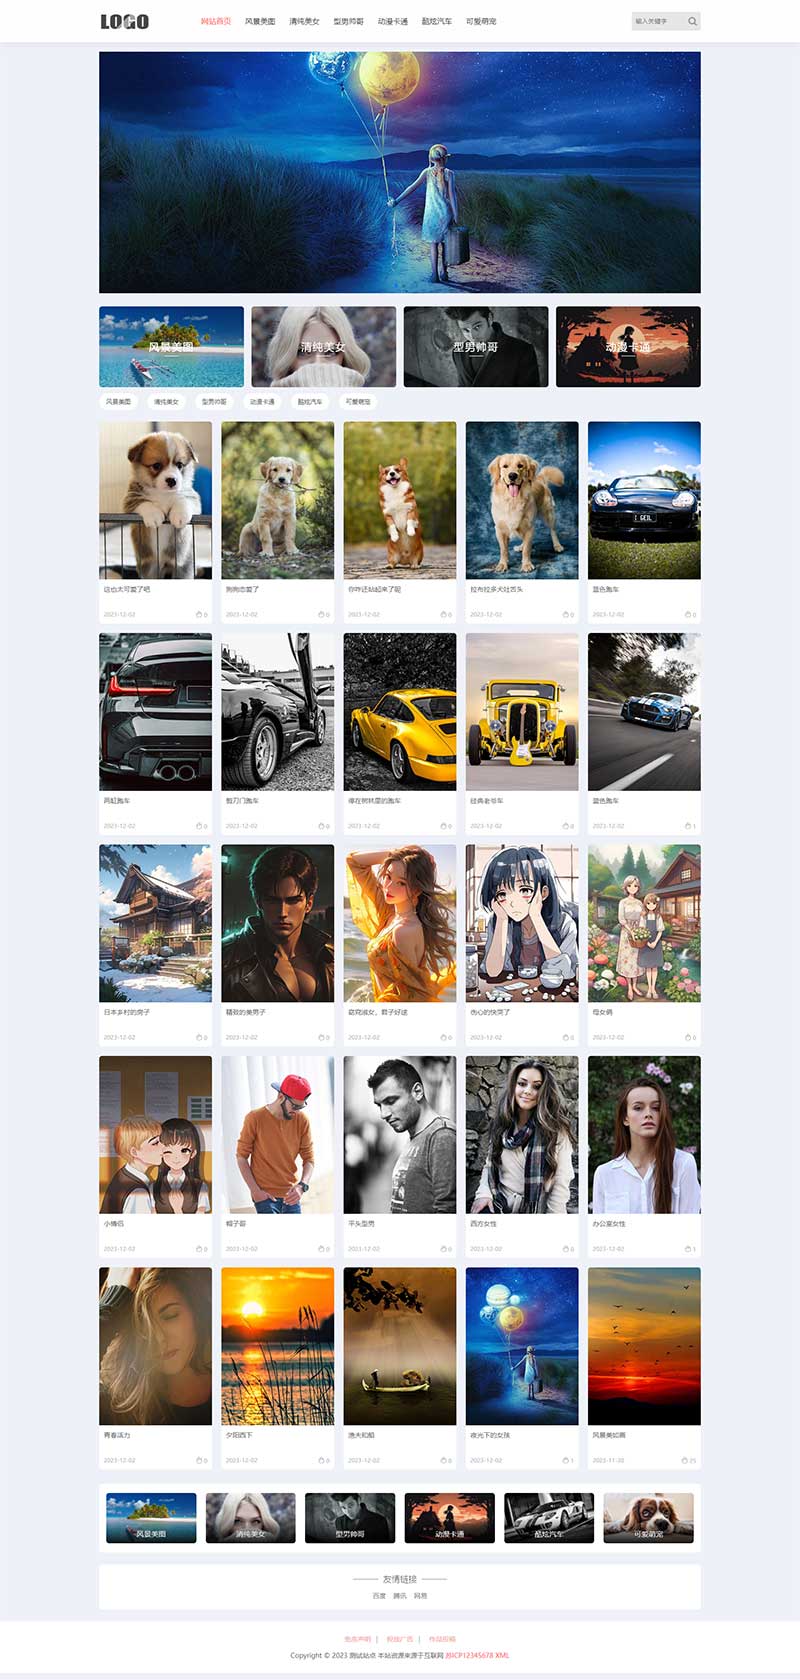 LOGO 网站首页 风景美图 清纯美女 型男帅哥 动漫卡通 酷炫汽车 可爱萌宠 输入关键字
风景美图 清纯美女 型男帅哥 动漫卡通
风景美图 清纯美女 型男帅哥 动漫卡通 酷炫汽车 可爱萌宠
这也太可爱了吧 狗狗恋爱了 你咋还站起来了呢 拉布拉多犬吐舌头 蓝色跑车
2023-12-02 0 2023-12-02 0 2023-12-02 0 2023-12-02 0 2023-12-02 0
两缸跑车 剪刀门跑车 停在树林里的跑车 经典老爷车 蓝色跑车
2023-12-02 0 2023-12-02 0 2023-12-02 0 2023-12-02 0 2023-12-02 1
日本乡村的房子 精致的美男子 窈窕淑女，君子好逑 伤心的快哭了 母女俩
2023-12-02 0 2023-12-02 0 2023-12-02 0 2023-12-02 0 2023-12-02 0
小情侣 帽子哥 平头型男 西方女性 办公室女性
2023-12-02 0 2023-12-02 0 2023-12-02 0 2023-12-02 0 2023-12-02 1
青春活力 夕阳西下 渔夫和船 夜光下的女孩 风景美如画
2023-12-02 0 2023-12-02 0 2023-12-02 0 2023-12-02 1 2023-11-30 25
风景美图 清纯美女 型男帅哥 动漫卡通 酷炫汽车 可爱萌宠
友情链接
百度 腾讯 网易
免责声明 | 投放广告 | 作品投稿
Copyright © 2023 测试站点 本站资源来源于互联网 苏ICP12345678 XML